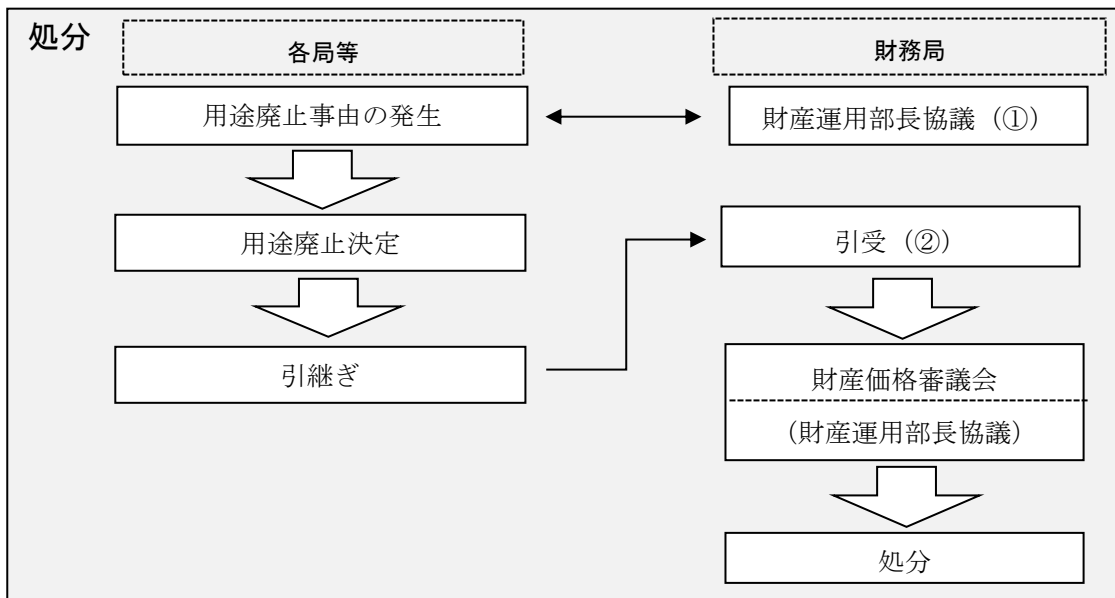 処分
各局等
財務局
用途廃止事由の発生
財産運用部長協議（①）
用途廃止決定
引受（②）
引継ぎ
財産価格審議会
（財産運用部長協議）
処分